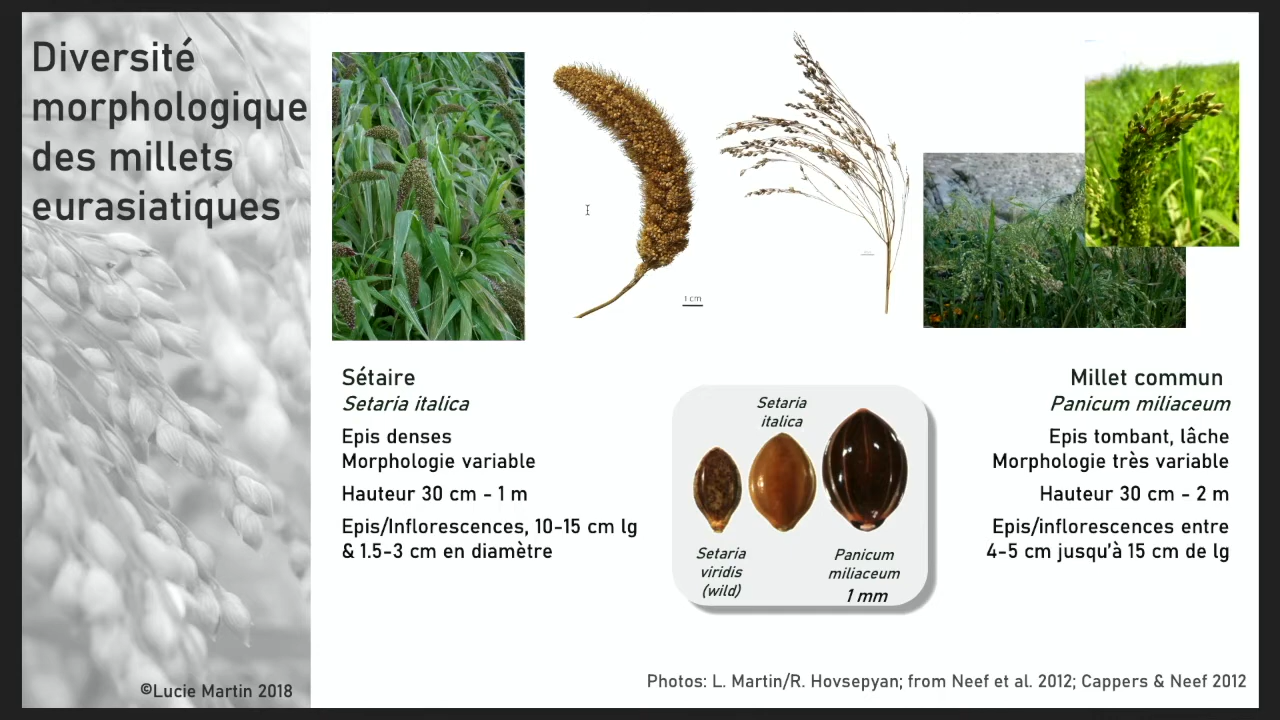 Diversité
morphologique
des millets
eurasiatiques
©Lucie Martin 2018
1 cm
Sétaire
Setaria italica
Epis denses
Morphologie variable
Hauteur 30 cm - 1 m
Epis/Inflorescences, 10-15 cm lg
& 1.5-3 cm en diamètre
Setaria
italica
Setaria
viridis
(wild)
Panicum
miliaceum
1 mm
Millet commun
Panicum miliaceum
Epis tombant, lâche
Morphologie très variable
Hauteur 30 cm - 2 m
Epis/inflorescences entre
4-5 cm jusqu'à 15 cm de lg
Photos: L. Martin/R. Hovsepyan; from Neef et al. 2012; Cappers & Neef 2012